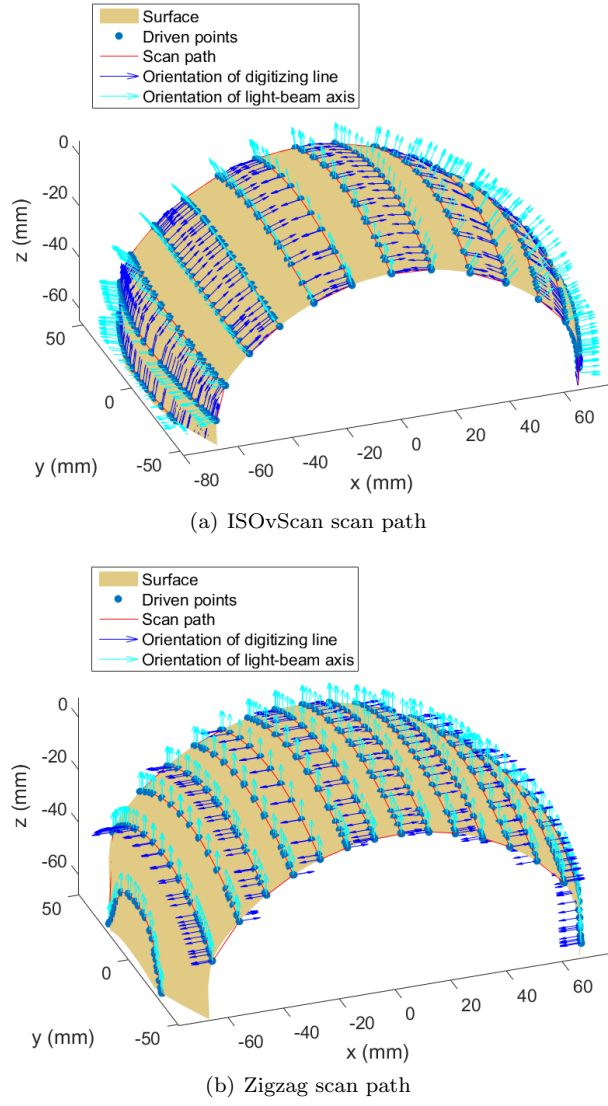 Surface
Driven points
Scan path
Orientation of digitizing line
Orientation of light-beam axis
0
-20
-40
-60
z (mm)
50
0
-50
y (mm)
-80
-60
-40
-20
0
20
40
60
x (mm)
(a) ISOvScan scan path
Surface
Driven points
Scan path
Orientation of digitizing line
Orientation of light-beam axis
0
-20
-40
-60
z (mm)
50
0
-50
y (mm)
-60
-40
-20
0
20
40
60
x (mm)
(b) Zigzag scan path